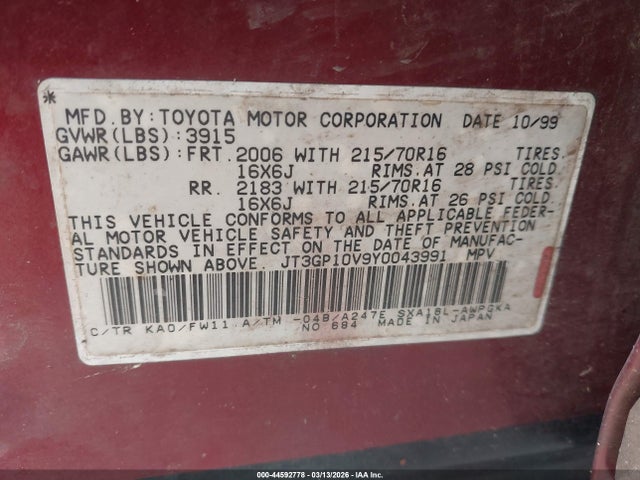 *
MFD.BY:TOYOTA MOTOR CORPORATION DATE 10/99
GVWR(LBS):3915
GAWR(LBS):FRT.2006 WITH 215/70R16 TIRES.
16X6J RIMS.AT 28 PSI COLD.
RR. 2183 WITH 215/70R16 TIRES.
16X6J RIMS.AT 26 PSI COLD.
THIS VEHICLE CONFORMS TO ALL APPLICABLE FEDER-
AL MOTOR VEHICLE SAFETY AND THEFT PREVENTION
STANDARDS IN EFFECT ON THE DATE OF MANUFAC-
TURE SHOWN ABOVE. JT3GP10V9Y0043991 MPV
C/TR KA0/FW11 A/TM -04B/A247E SXA18L-AWPGKA
NO 684 MADE IN JAPAN
000-44592778 - 03/13/2026 - IAA Inc.